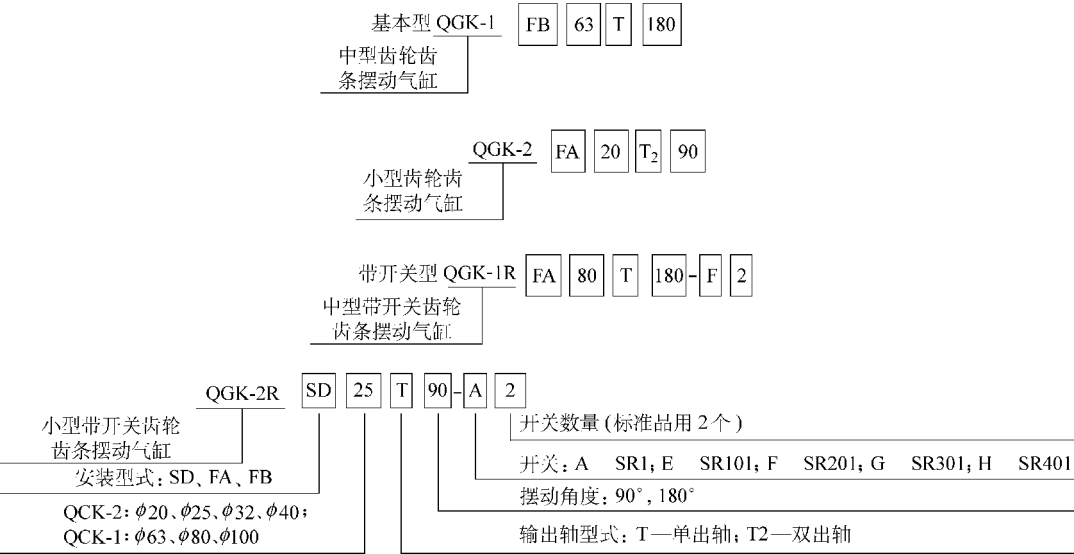 基本型 QGK-1 FB 63 T 180
中型齿轮齿
条摆动气缸
QGK-2 FA 20 T₂ 90
小型齿轮齿
条摆动气缸
带开关型 QGK-1R FA 80 T 180-F 2
中型带开关齿轮
齿条摆动气缸
QGK-2R SD 25 T 90-A 2
小型带开关齿轮
齿条摆动气缸
开关数量(标准品用2个)
开关: A SR1; E SR101; F SR201; G SR301; H SR401
安装型式: SD、FA、FB
摆动角度: 90°, 180°
QCK-2: ϕ20、ϕ25、ϕ32、ϕ40;
QCK-1: ϕ63、ϕ80、ϕ100
输出轴型式: T—单出轴; T2—双出轴